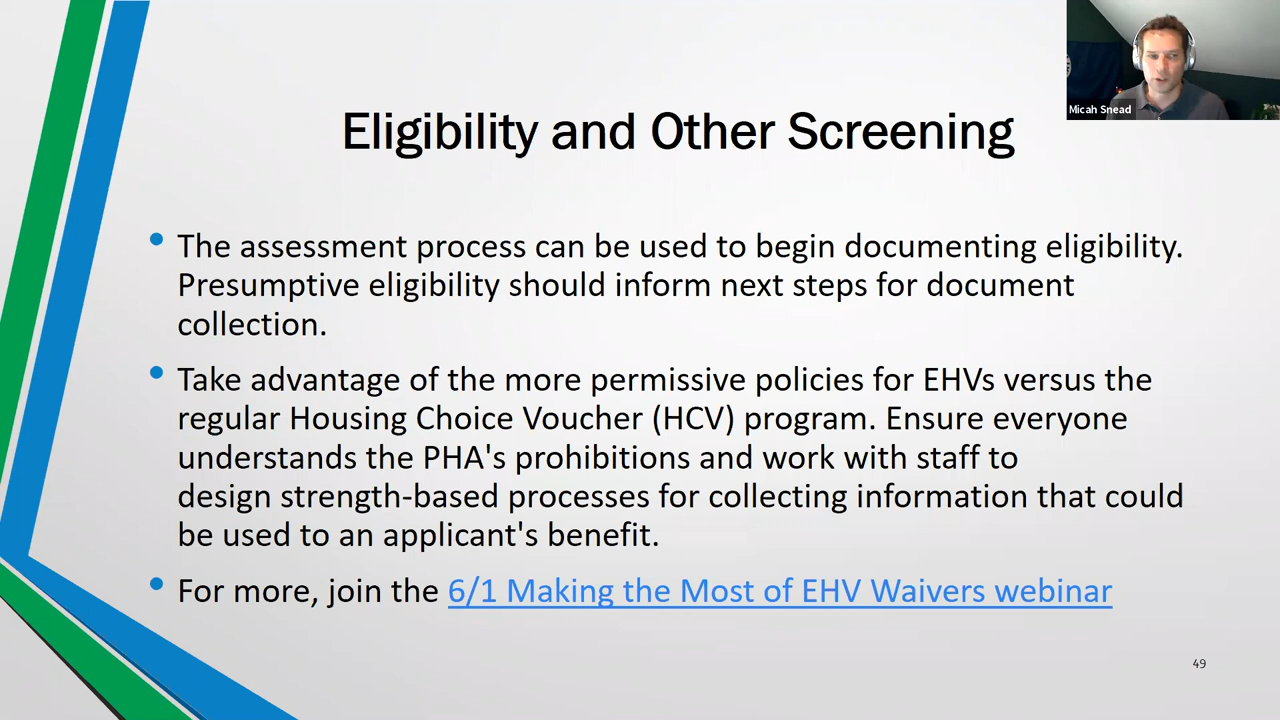 Micah Snead
Eligibility and Other Screening
The assessment process can be used to begin documenting eligibility.
Presumptive eligibility should inform next steps for document
collection.
Take advantage of the more permissive policies for EHVs versus the
regular Housing Choice Voucher (HCV) program. Ensure everyone
understands the PHA's prohibitions and work with staff to
design strength-based processes for collecting information that could
be used to an applicant's benefit.
For more, join the 6/1 Making the Most of EHV Waivers webinar
49